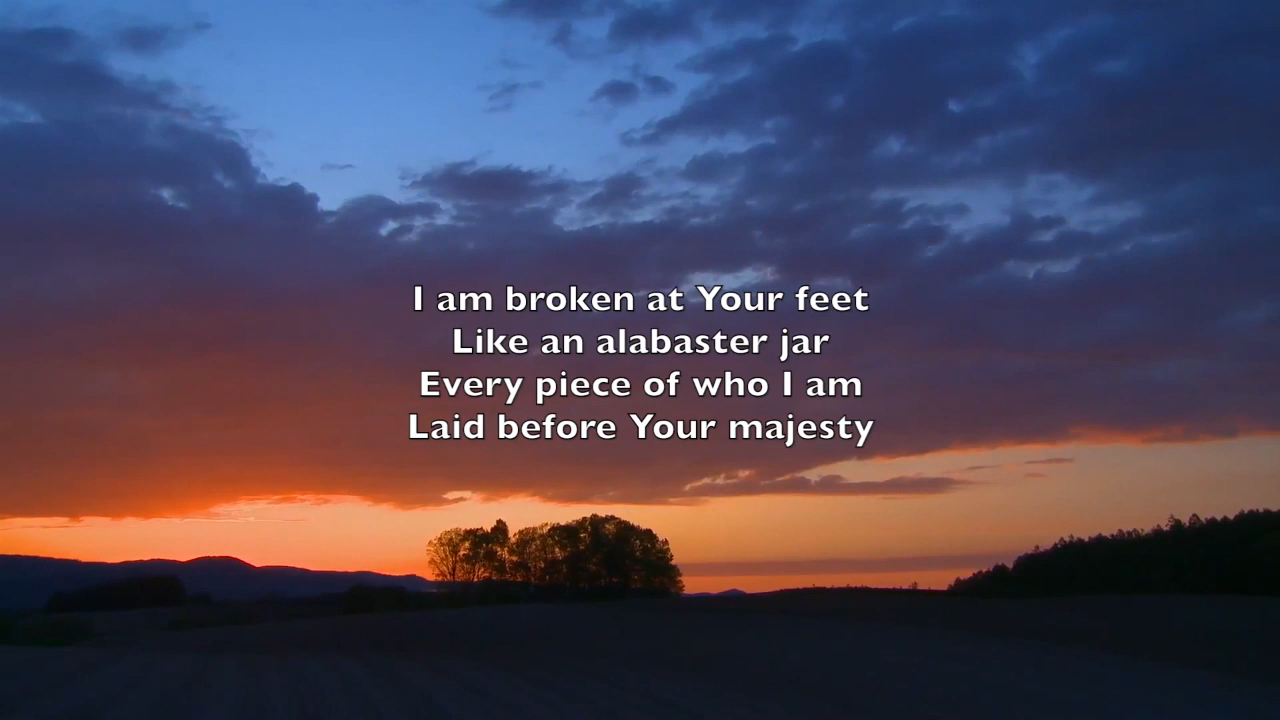 I am broken at Your feet
Like an alabaster jar
Every piece of who I am
Laid before Your majesty